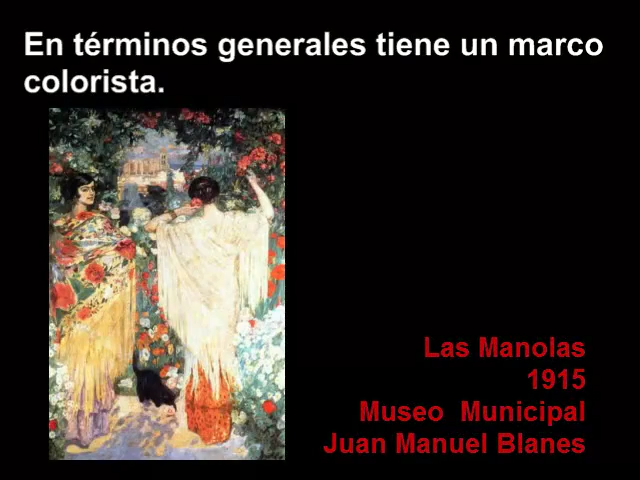 En términos generales tiene un marco
colorista.
Las Manolas
1915
Museo  Municipal
Juan Manuel Blanes